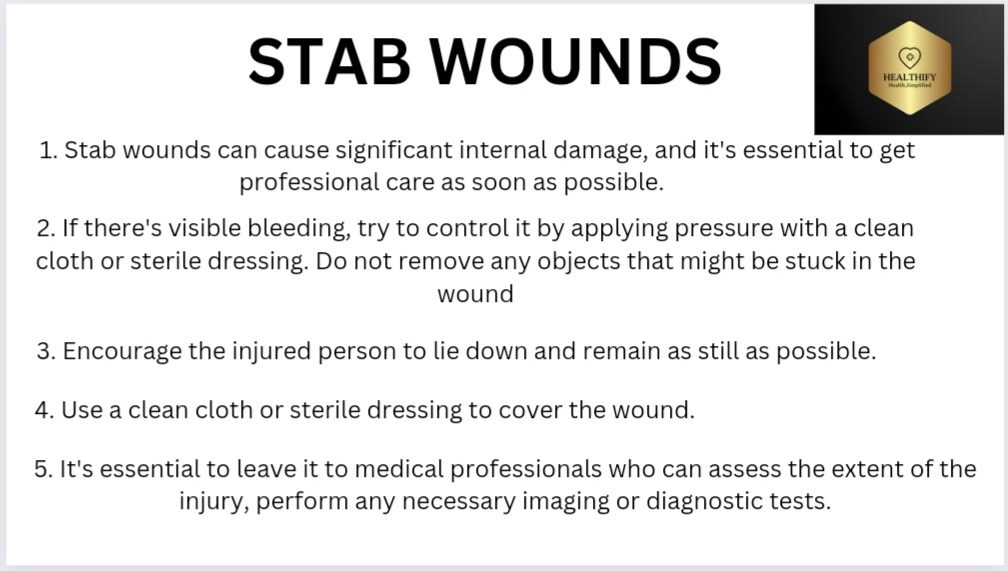 STAB WOUNDS
HEALTHIFY
Health,Simplified
1. Stab wounds can cause significant internal damage, and it's essential to get
professional care as soon as possible.
2. If there's visible bleeding, try to control it by applying pressure with a clean
cloth or sterile dressing. Do not remove any objects that might be stuck in the
wound
3. Encourage the injured person to lie down and remain as still as possible.
4. Use a clean cloth or sterile dressing to cover the wound.
5. It's essential to leave it to medical professionals who can assess the extent of the
injury, perform any necessary imaging or diagnostic tests.